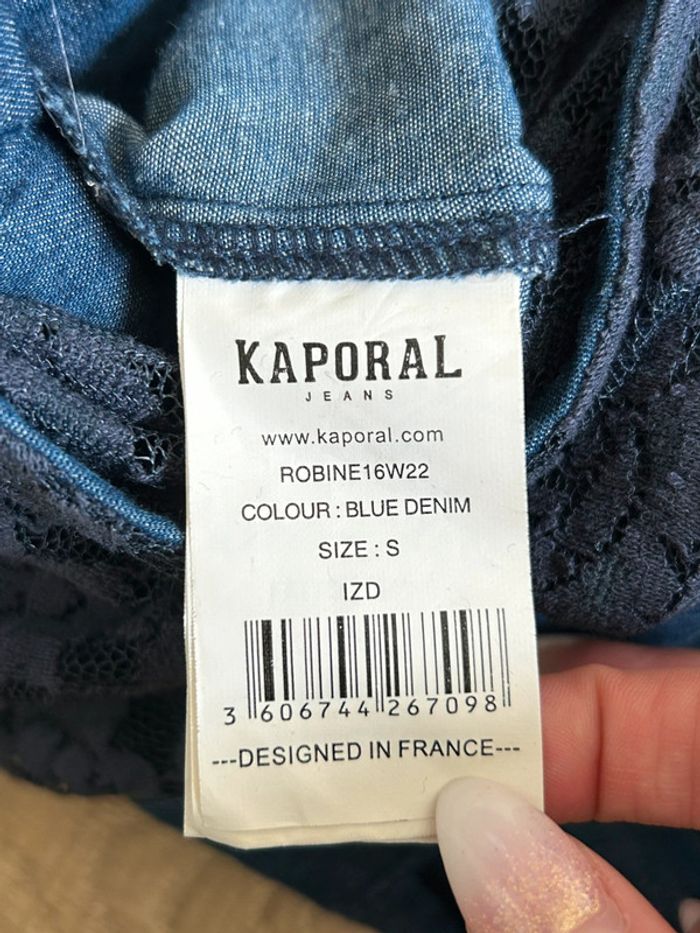 KAPORAL
JEANS
www.kaporal.com
ROBINE16W22
COLOUR : BLUE DENIM
SIZE : S
IZD
3 606744 267098
---DESIGNED IN FRANCE---